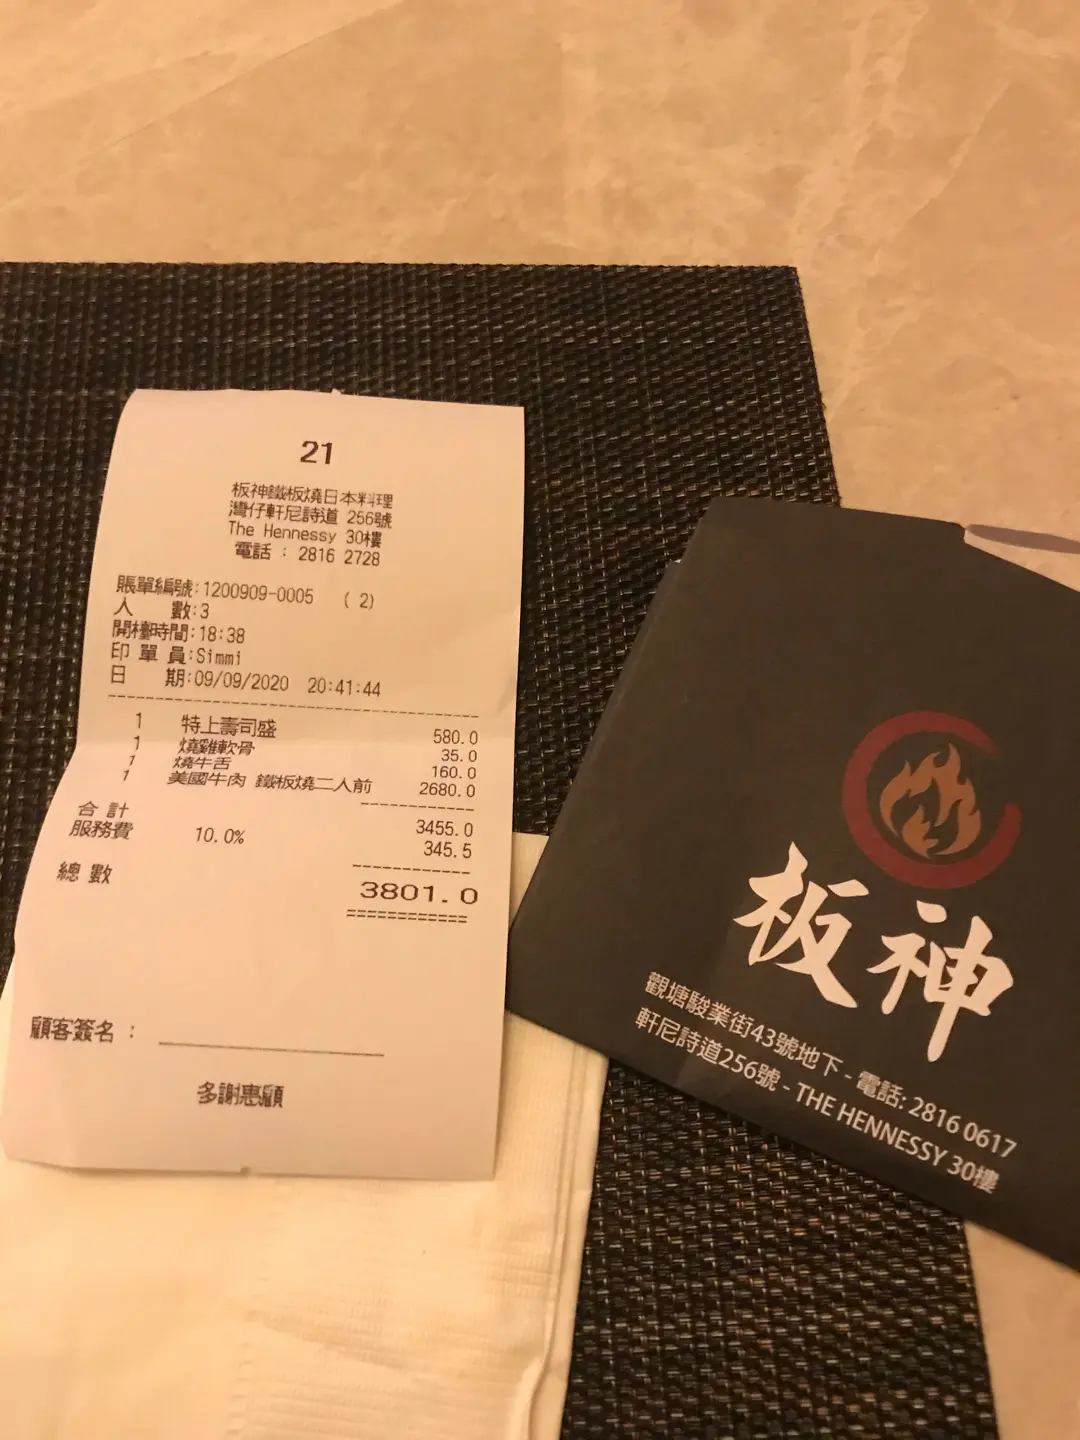 21
板神鐵板燒日本料理
灣仔軒尼詩道 256號
The Hennessy 30樓
電話 : 2816 2728
賬單編號:1200909-0005 ( 2)
人 數:3
開檯時間:18:38
印 單 員:Simmi
日 期:09/09/2020 20:41:44
1 特上壽司盛 580.0
1 燒雞軟骨 35.0
1 燒牛舌 160.0
1 美國牛肉 鐵板燒二人前 2680.0
合 計 3455.0
服務費 10.0% 345.5
總 數 3801.0
顧客簽名 :
多謝惠顧
板神
觀塘駿業街43號地下 - 電話: 2816 0617
軒尼詩道256號 - THE HENNESSY 30樓